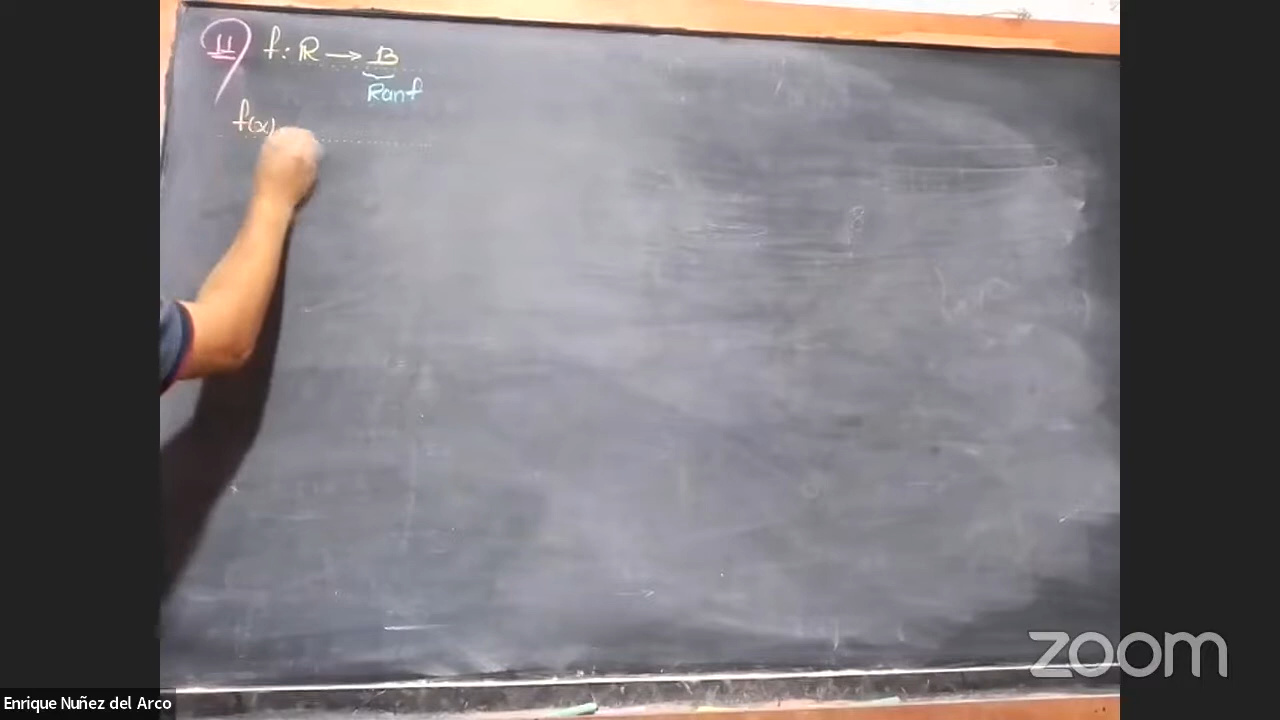 11) f: R → B
Ranf
f(x)
zoom
Enrique Nuñez del Arco